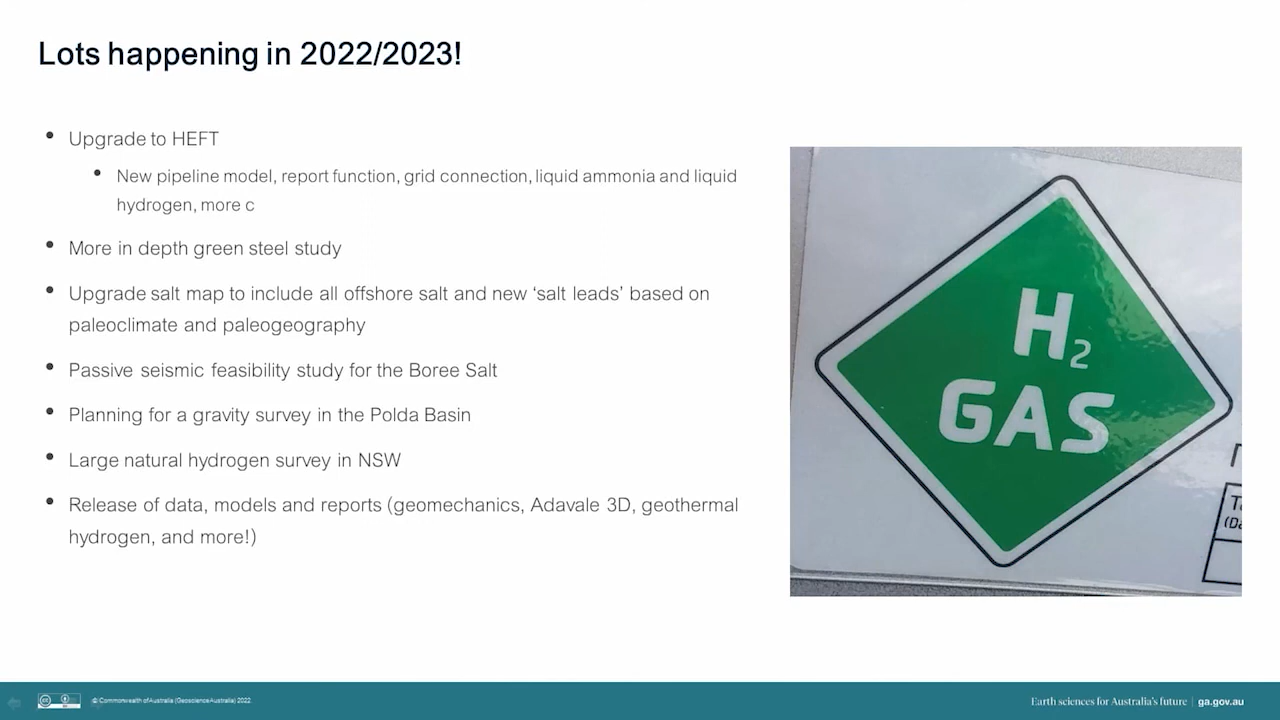 Lots happening in 2022/2023!
• Upgrade to HEFT
• New pipeline model, report function, grid connection, liquid ammonia and liquid
hydrogen, more c
• More in depth green steel study
• Upgrade salt map to include all offshore salt and new ‘salt leads’ based on
paleoclimate and paleogeography
• Passive seismic feasibility study for the Boree Salt
• Planning for a gravity survey in the Polda Basin
• Large natural hydrogen survey in NSW
• Release of data, models and reports (geomechanics, Adavale 3D, geothermal
hydrogen, and more!)
H2
GAS
© Commonwealth of Australia (Geoscience Australia) 2022
Earth sciences for Australia's future | ga.gov.au